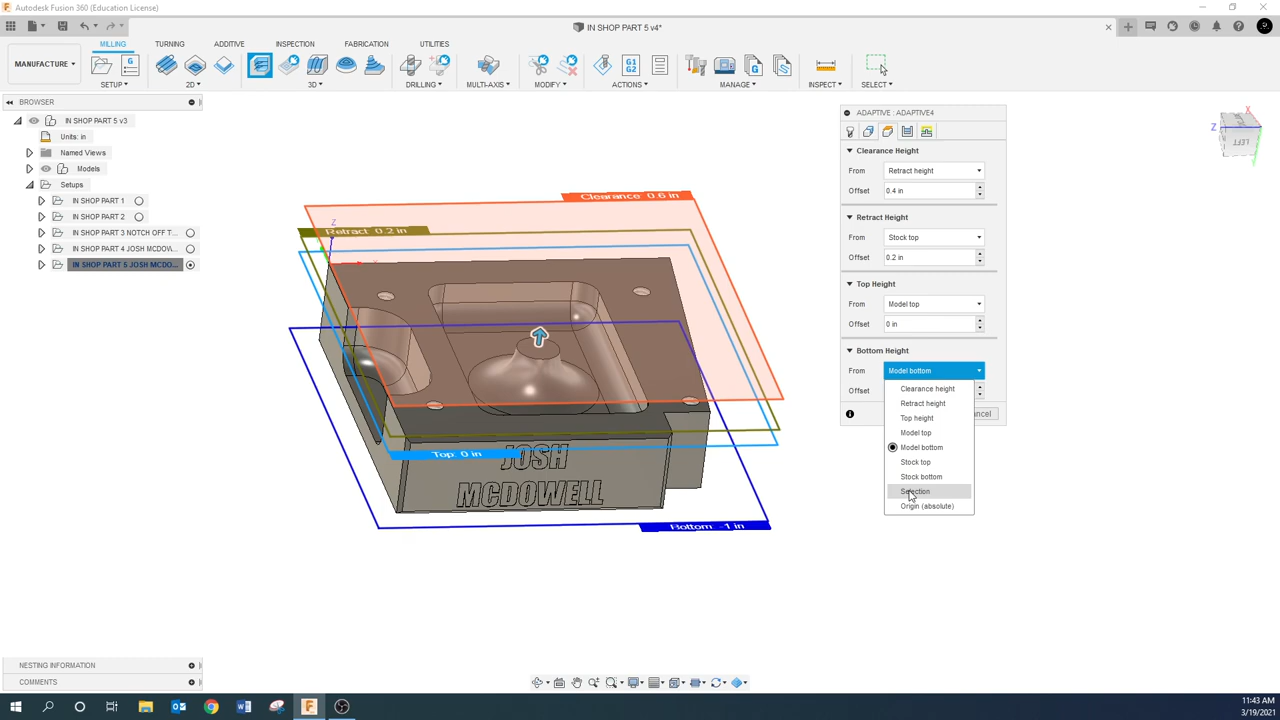 Autodesk Fusion 360 (Education License)
IN SHOP PART 5 v4*
MANUFACTURE
MILLING
TURNING
ADDITIVE
INSPECTION
FABRICATION
UTILITIES
SETUP
2D
3D
DRILLING
MULTI-AXIS
MODIFY
ACTIONS
MANAGE
INSPECT
SELECT
G1
G2
BROWSER
IN SHOP PART 5 v3
Units: in
Named Views
Models
Setups
IN SHOP PART 1
IN SHOP PART 2
IN SHOP PART 3 NOTCH OFF T...
IN SHOP PART 4 JOSH MCDOW...
IN SHOP PART 5 JOSH MCDO...
Clearance 0.6 in
Retract 0.2 in
Z
X
Top: 0 in
JOSH
MCDOWELL
Bottom -1 in
X
Z
LEFT
ADAPTIVE : ADAPTIVE4
Clearance Height
From Retract height
Offset 0.4 in
Retract Height
From Stock top
Offset 0.2 in
Top Height
From Model top
Offset 0 in
Bottom Height
From Model bottom
Offset
Clearance height
Retract height
Top height
Model top
Model bottom
Stock top
Stock bottom
Selection
Origin (absolute)
NESTING INFORMATION
COMMENTS
11:43 AM
3/19/2021